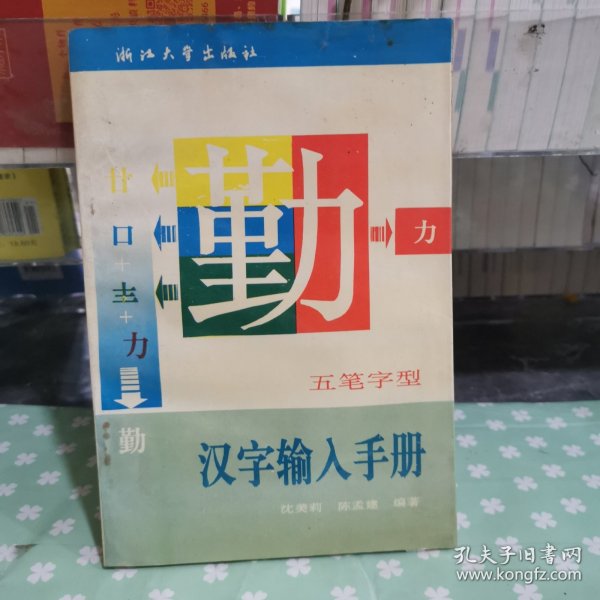 浙江大学出版社
勤
廿
口
+
丰
+
力
勤
力
五笔字型
汉字输入手册
沈美莉 陈孟建 编著
孔夫子旧书网
www.kongfz.com